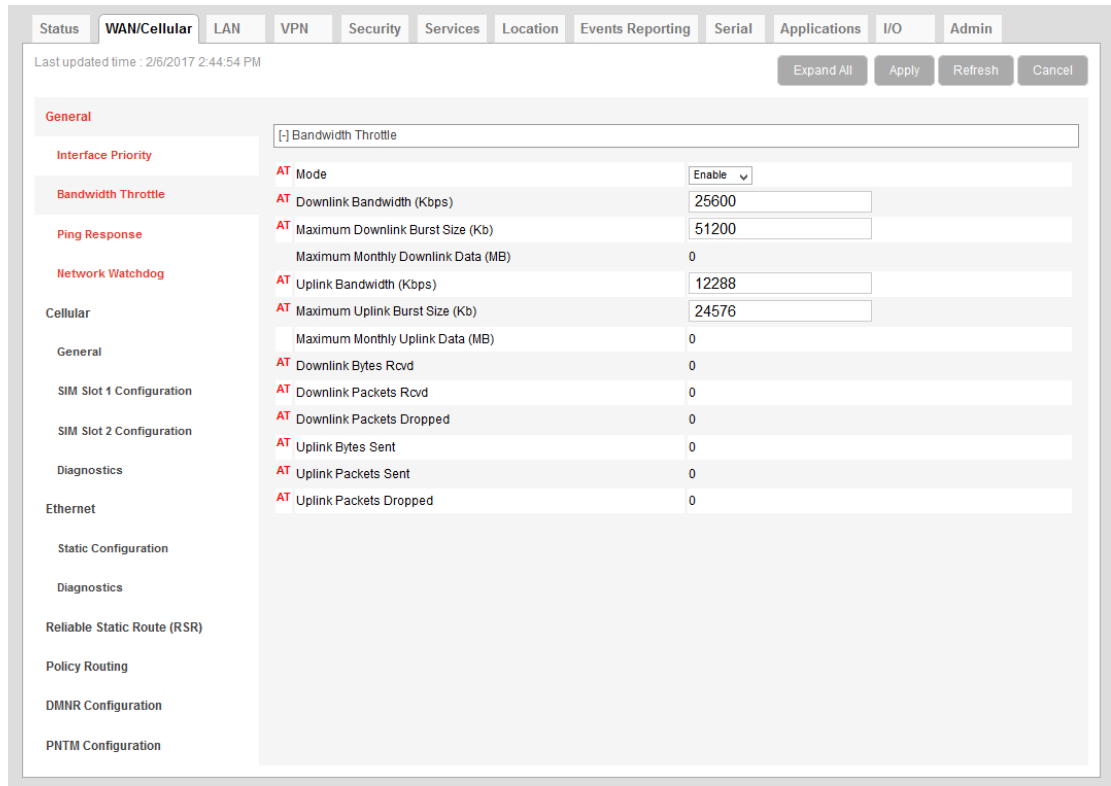 Status WAN/Cellular LAN VPN Security Services Location Events Reporting Serial Applications I/O Admin
Last updated time : 2/6/2017 2:44:54 PM
Expand All Apply Refresh Cancel
General
Interface Priority
Bandwidth Throttle
Ping Response
Network Watchdog
Cellular
General
SIM Slot 1 Configuration
SIM Slot 2 Configuration
Diagnostics
Ethernet
Static Configuration
Diagnostics
Reliable Static Route (RSR)
Policy Routing
DMNR Configuration
PNTM Configuration
[-] Bandwidth Throttle
AT Mode Enable
AT Downlink Bandwidth (Kbps) 25600
AT Maximum Downlink Burst Size (Kb) 51200
Maximum Monthly Downlink Data (MB) 0
AT Uplink Bandwidth (Kbps) 12288
AT Maximum Uplink Burst Size (Kb) 24576
Maximum Monthly Uplink Data (MB) 0
AT Downlink Bytes Rcvd 0
AT Downlink Packets Rcvd 0
AT Downlink Packets Dropped 0
AT Uplink Bytes Sent 0
AT Uplink Packets Sent 0
AT Uplink Packets Dropped 0